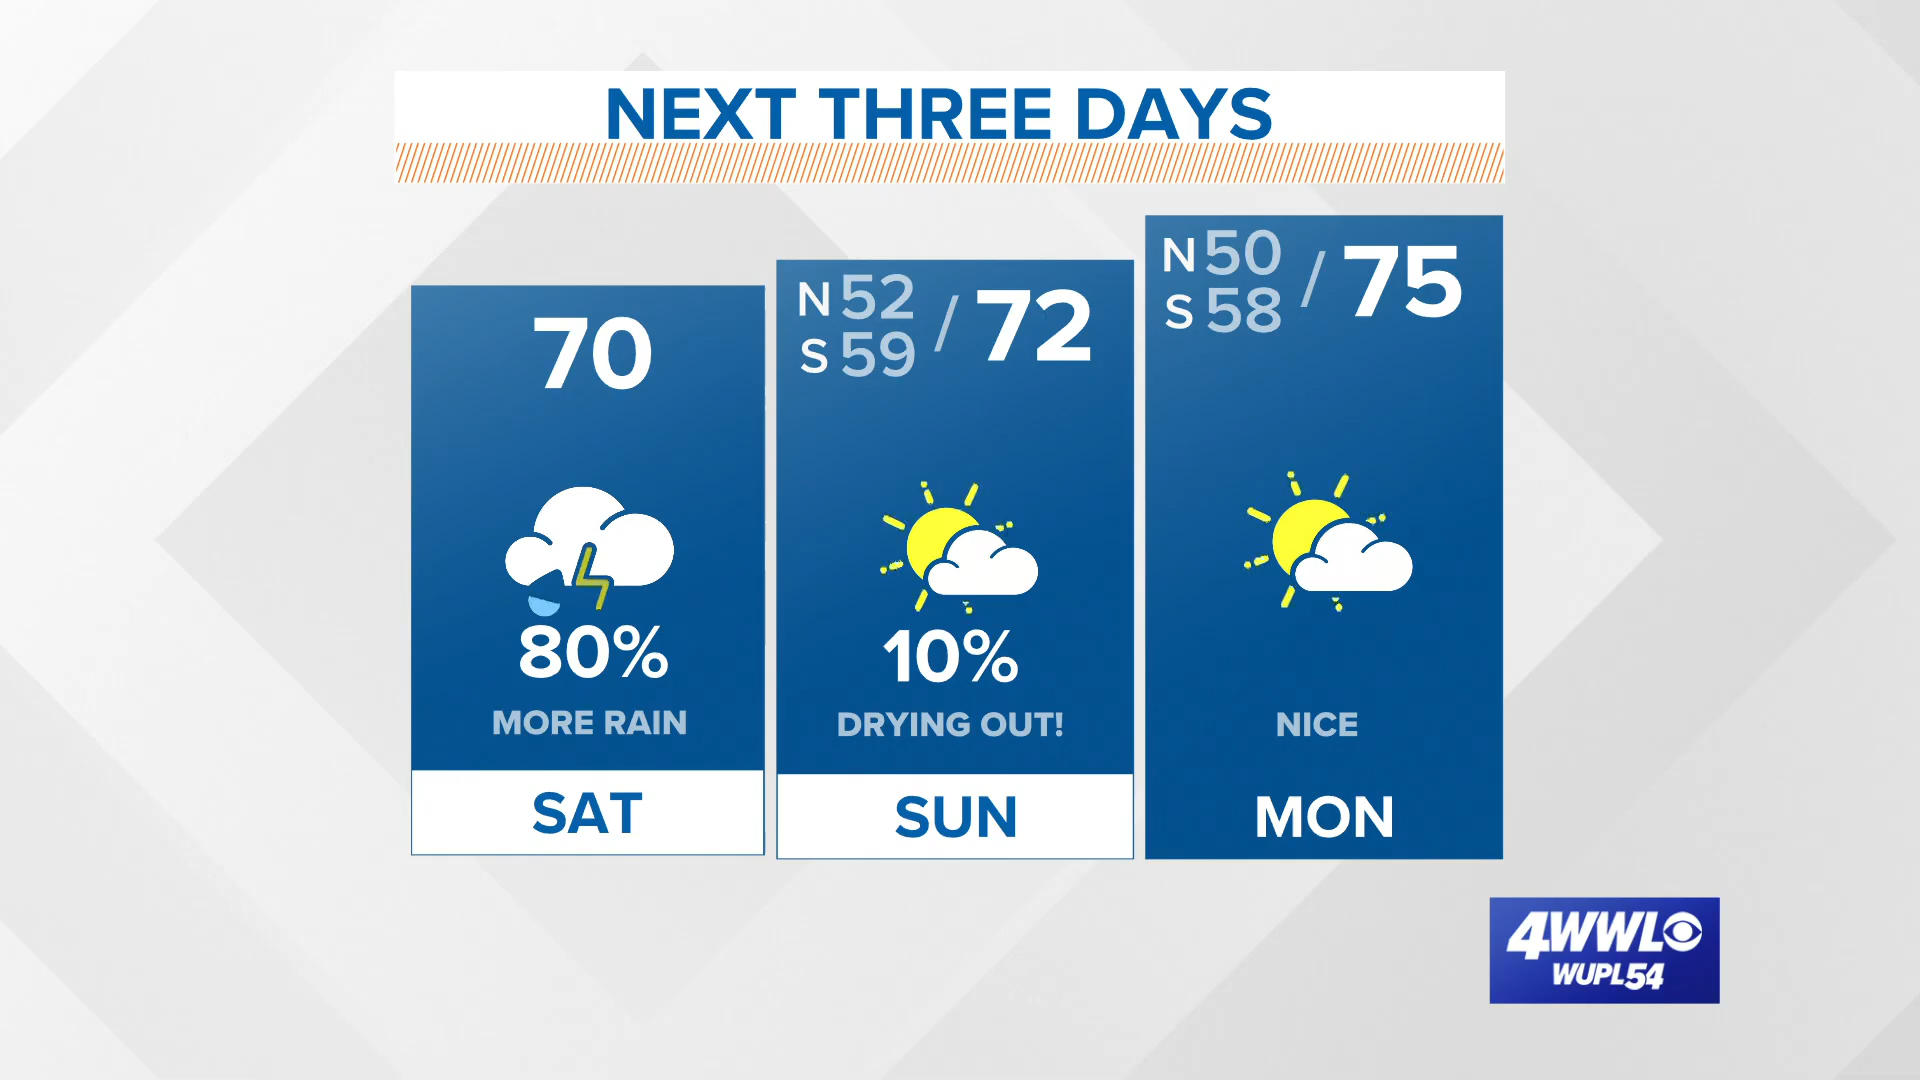 NEXT THREE DAYS
70
80%
MORE RAIN
SAT
N 52
S 59
/ 72
10%
DRYING OUT!
SUN
N 50
S 58
/ 75
NICE
MON
4WWL
WUPL54